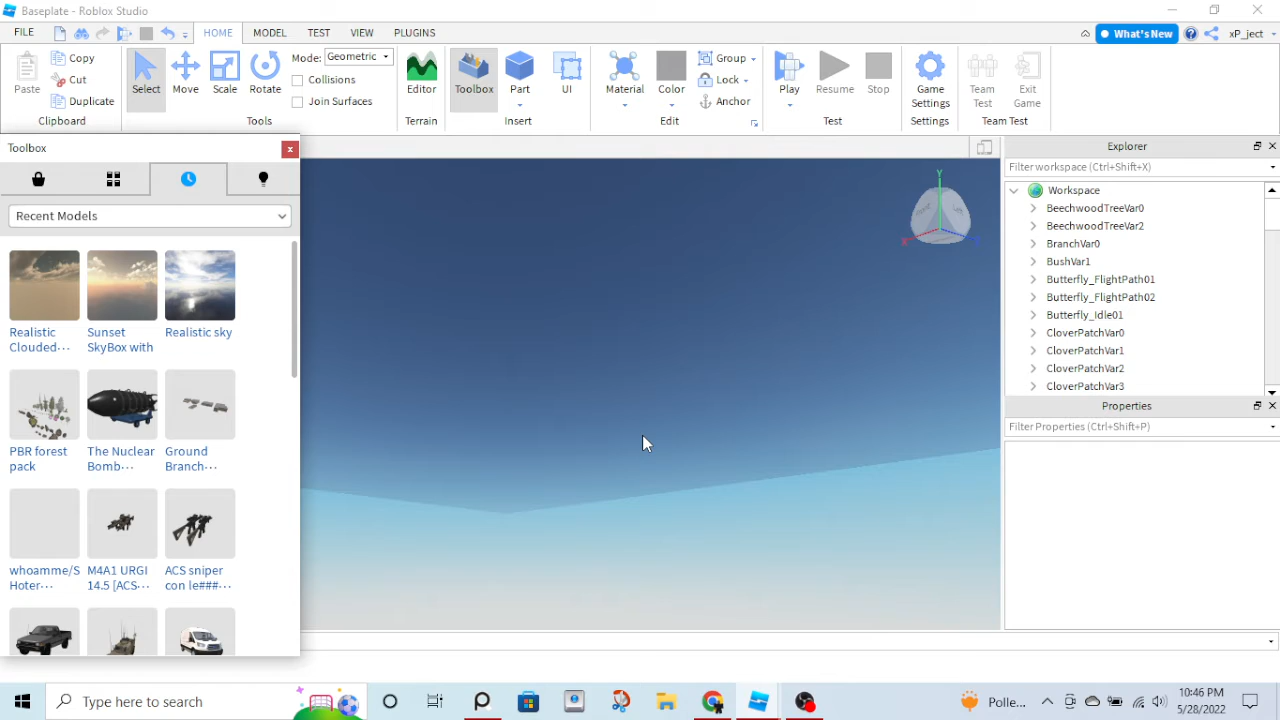 Baseplate - Roblox Studio
FILE
HOME
MODEL
TEST
VIEW
PLUGINS
What's New
xP_ject
Paste
Copy
Cut
Duplicate
Clipboard
Select
Move
Scale
Rotate
Mode: Geometric
Collisions
Join Surfaces
Tools
Editor
Terrain
Toolbox
Part
UI
Insert
Material
Color
Group
Lock
Anchor
Edit
Play
Resume
Stop
Test
Game
Settings
Settings
Team
Test
Exit
Game
Team Test
Toolbox
Recent Models
Realistic
Clouded...
Sunset
SkyBox with
Realistic sky
PBR forest
pack
The Nuclear
Bomb...
Ground
Branch...
whoamme/S
Hoter...
M4A1 URGI
14.5 [ACS...
ACS sniper
con le###...
Y
X
Explorer
Filter workspace (Ctrl+Shift+X)
Workspace
BeechwoodTreeVar0
BeechwoodTreeVar2
BranchVar0
BushVar1
Butterfly_FlightPath01
Butterfly_FlightPath02
Butterfly_Idle01
CloverPatchVar0
CloverPatchVar1
CloverPatchVar2
CloverPatchVar3
Properties
Filter Properties (Ctrl+Shift+P)
Type here to search
Polle...
10:46 PM
5/28/2022